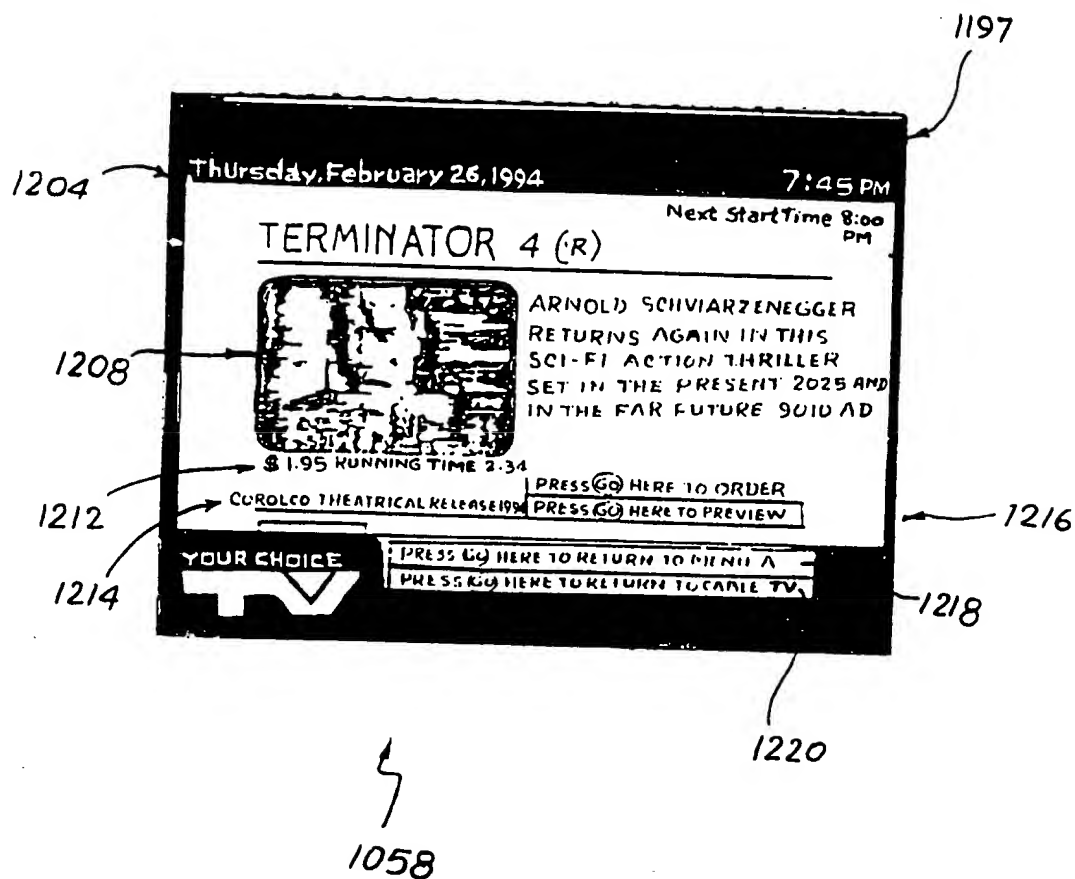 1197
1204
Thursday, February 26, 1994 7:45 PM
Next Start Time 8:00
PM
TERMINATOR 4 (R)
1208
ARNOLD SCHVIARZENEGGER
RETURNS AGAIN IN THIS
SCI-FI ACTION THRILLER
SET IN THE PRESENT 2025 AND
IN THE FAR FUTURE 9010 AD
1212
$ 1.95 RUNNING TIME 2.34
PRESS GO HERE TO ORDER
1214
COROLCO THEATRICAL RELEASE 1994
PRESS GO HERE TO PREVIEW
1216
YOUR CHOICE
TV
PRESS GO HERE TO RETURN TO MENU A
PRESS GO HERE TO RETURN TO CABLE TV
1218
1220
1058